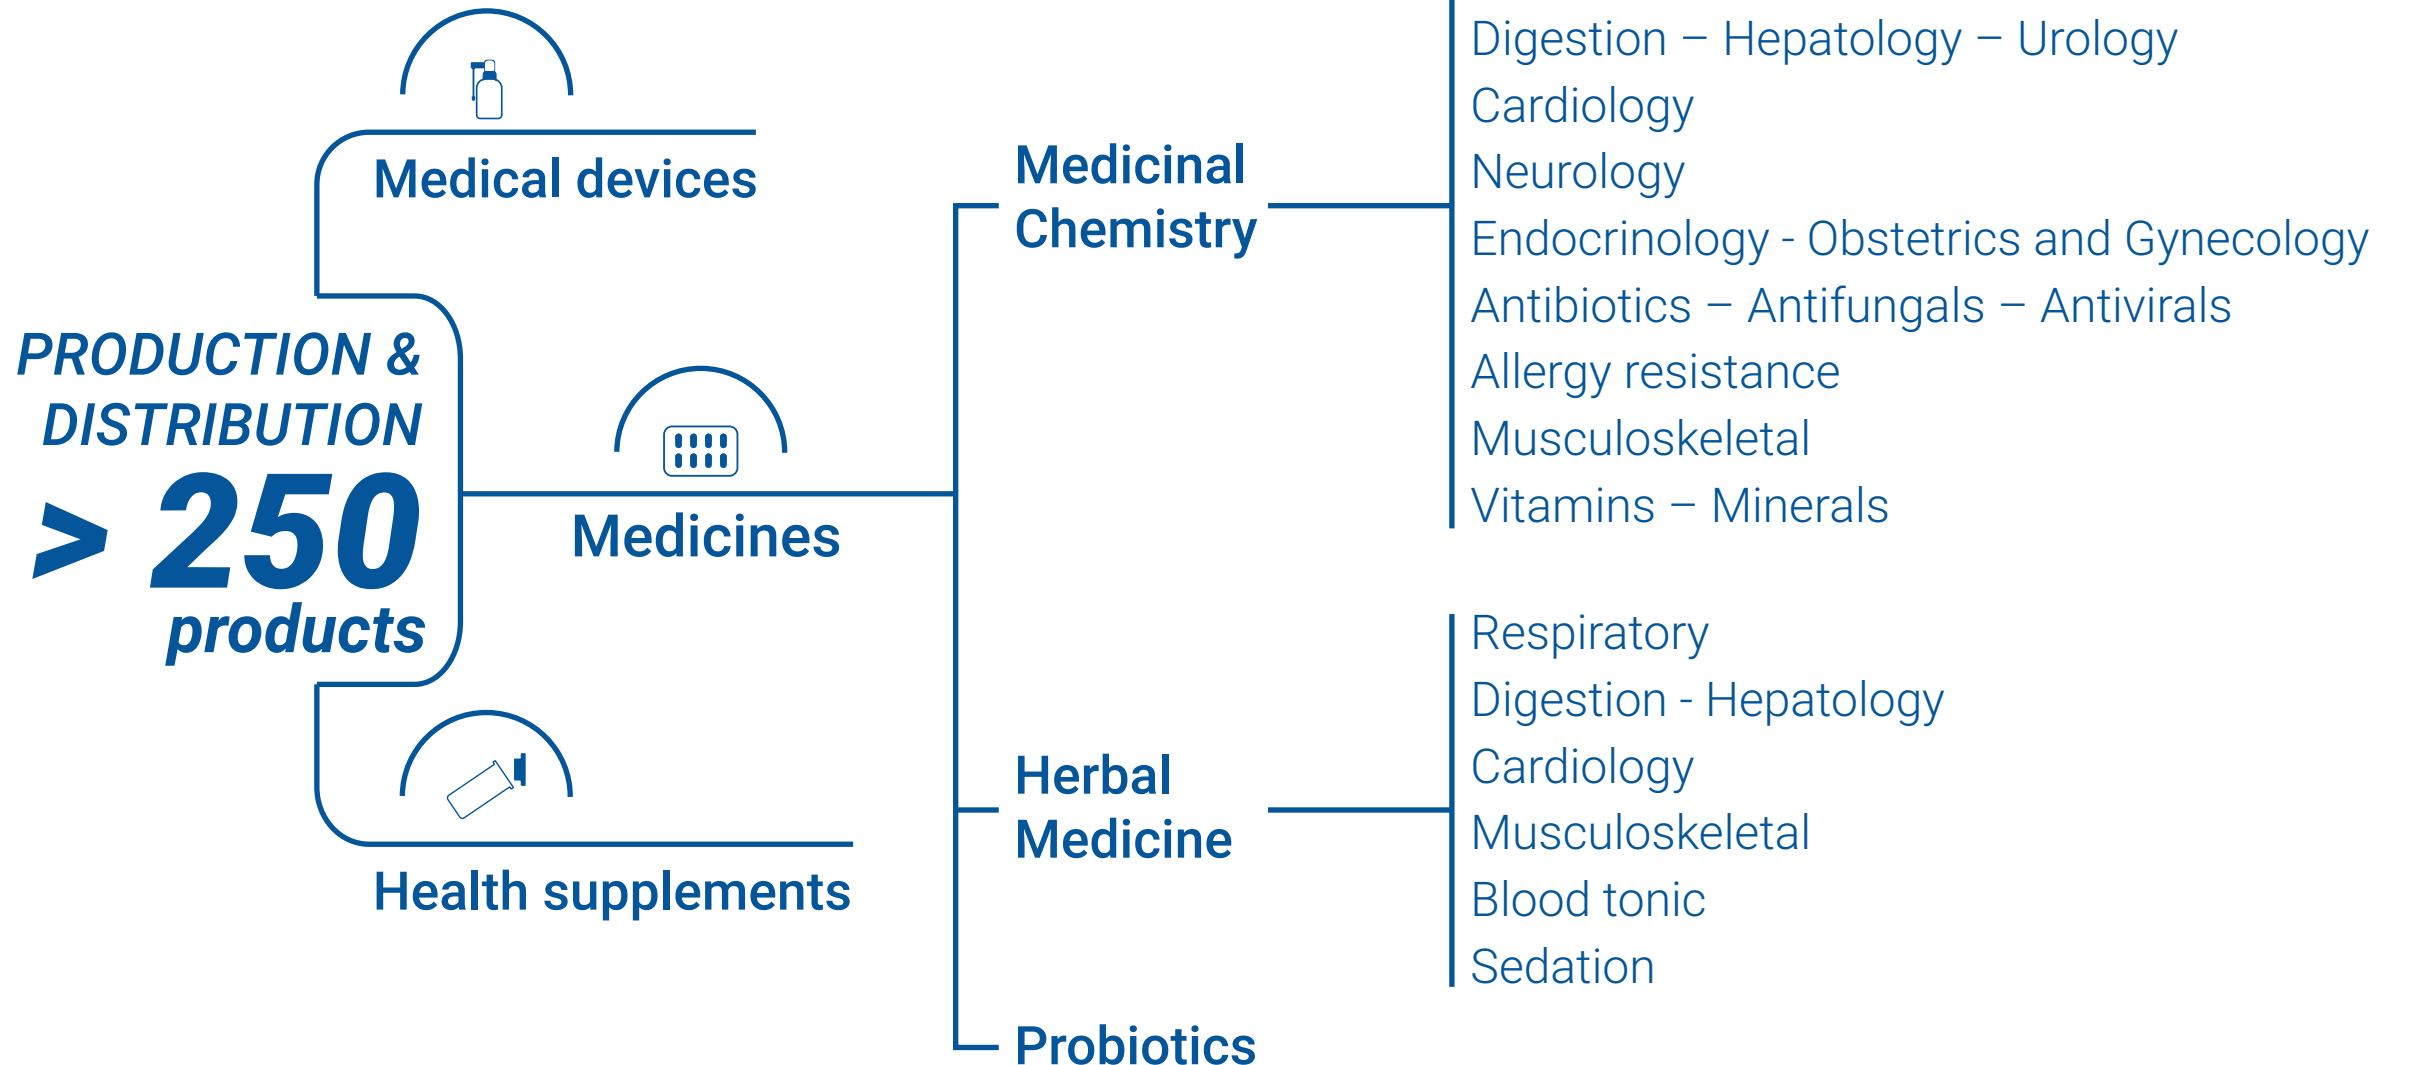 Medical devices
PRODUCTION &
DISTRIBUTION
> 250
products
Medicines
Health supplements
Medicinal
Chemistry
Digestion – Hepatology – Urology
Cardiology
Neurology
Endocrinology - Obstetrics and Gynecology
Antibiotics – Antifungals – Antivirals
Allergy resistance
Musculoskeletal
Vitamins – Minerals
Herbal
Medicine
Respiratory
Digestion - Hepatology
Cardiology
Musculoskeletal
Blood tonic
Sedation
Probiotics